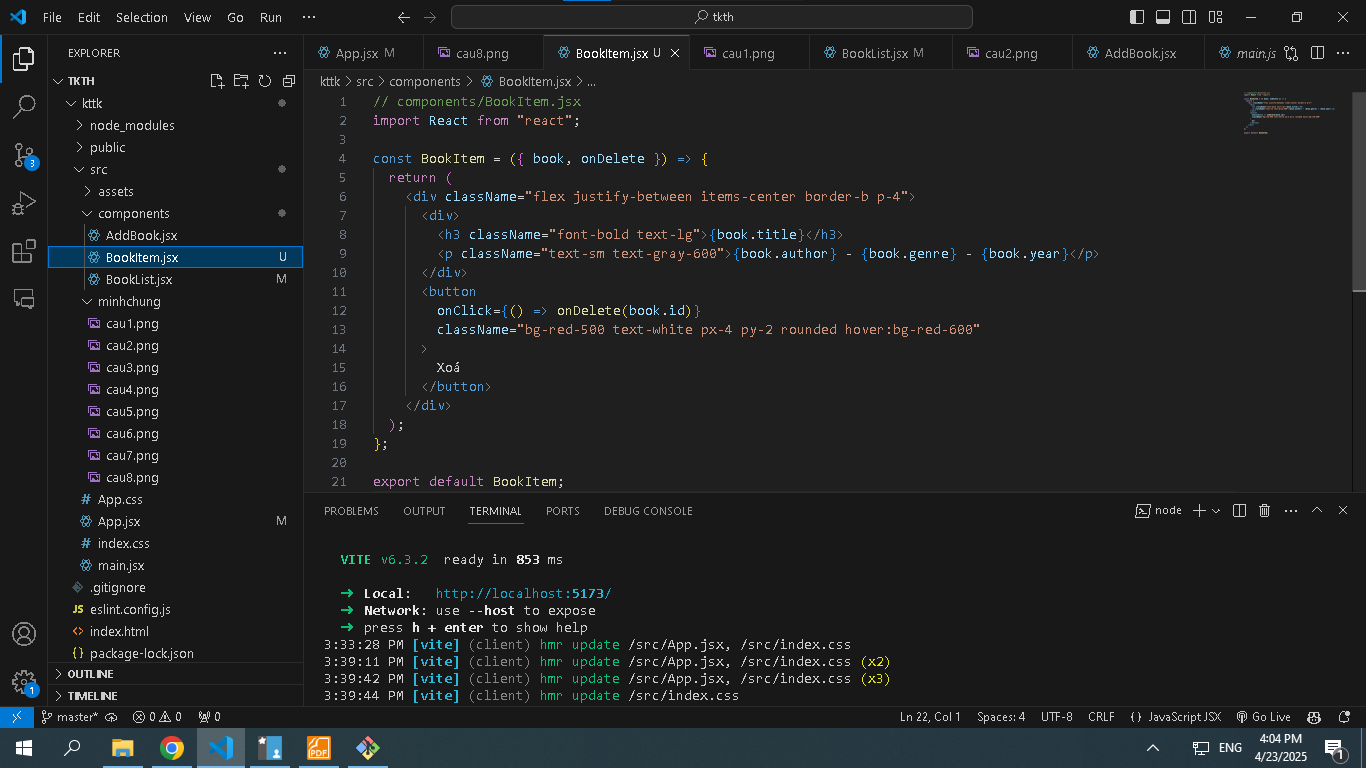 File Edit Selection View Go Run ··· tkth
EXPLORER ···
App.jsx M cau8.png BookItem.jsx U cau1.png BookList.jsx M cau2.png AddBook.jsx main.js ···
TKTH
kttk
node_modules
public
src
assets
components
AddBook.jsx
BookItem.jsx U
BookList.jsx M
minhchung
cau1.png
cau2.png
cau3.png
cau4.png
cau5.png
cau6.png
cau7.png
cau8.png
App.css
App.jsx M
index.css
main.jsx
.gitignore
eslint.config.js
index.html
package-lock.json
OUTLINE
TIMELINE
3
1
kttk > src > components > BookItem.jsx > ...
1 // components/BookItem.jsx
2 import React from "react";
3
4 const BookItem = ({ book, onDelete }) => {
5 return (
6 <div className="flex justify-between items-center border-b p-4">
7 <div>
8 <h3 className="font-bold text-lg">{book.title}</h3>
9 <p className="text-sm text-gray-600">{book.author} - {book.genre} - {book.year}</p>
10 </div>
11 <button
12 onClick={() => onDelete(book.id)}
13 className="bg-red-500 text-white px-4 py-2 rounded hover:bg-red-600"
14 >
15 Xoá
16 </button>
17 </div>
18 );
19 };
20
21 export default BookItem;
PROBLEMS OUTPUT TERMINAL PORTS DEBUG CONSOLE node ···
VITE v6.3.2 ready in 853 ms
➜ Local: http://localhost:5173/
➜ Network: use --host to expose
➜ press h + enter to show help
3:33:28 PM [vite] (client) hmr update /src/App.jsx, /src/index.css
3:39:11 PM [vite] (client) hmr update /src/App.jsx, /src/index.css (x2)
3:39:42 PM [vite] (client) hmr update /src/App.jsx, /src/index.css (x3)
3:39:44 PM [vite] (client) hmr update /src/index.css
master* 0 0 0 Ln 22, Col 1 Spaces: 4 UTF-8 CRLF {} JavaScript JSX Go Live
PDF ENG 4:04 PM
4/23/2025 1